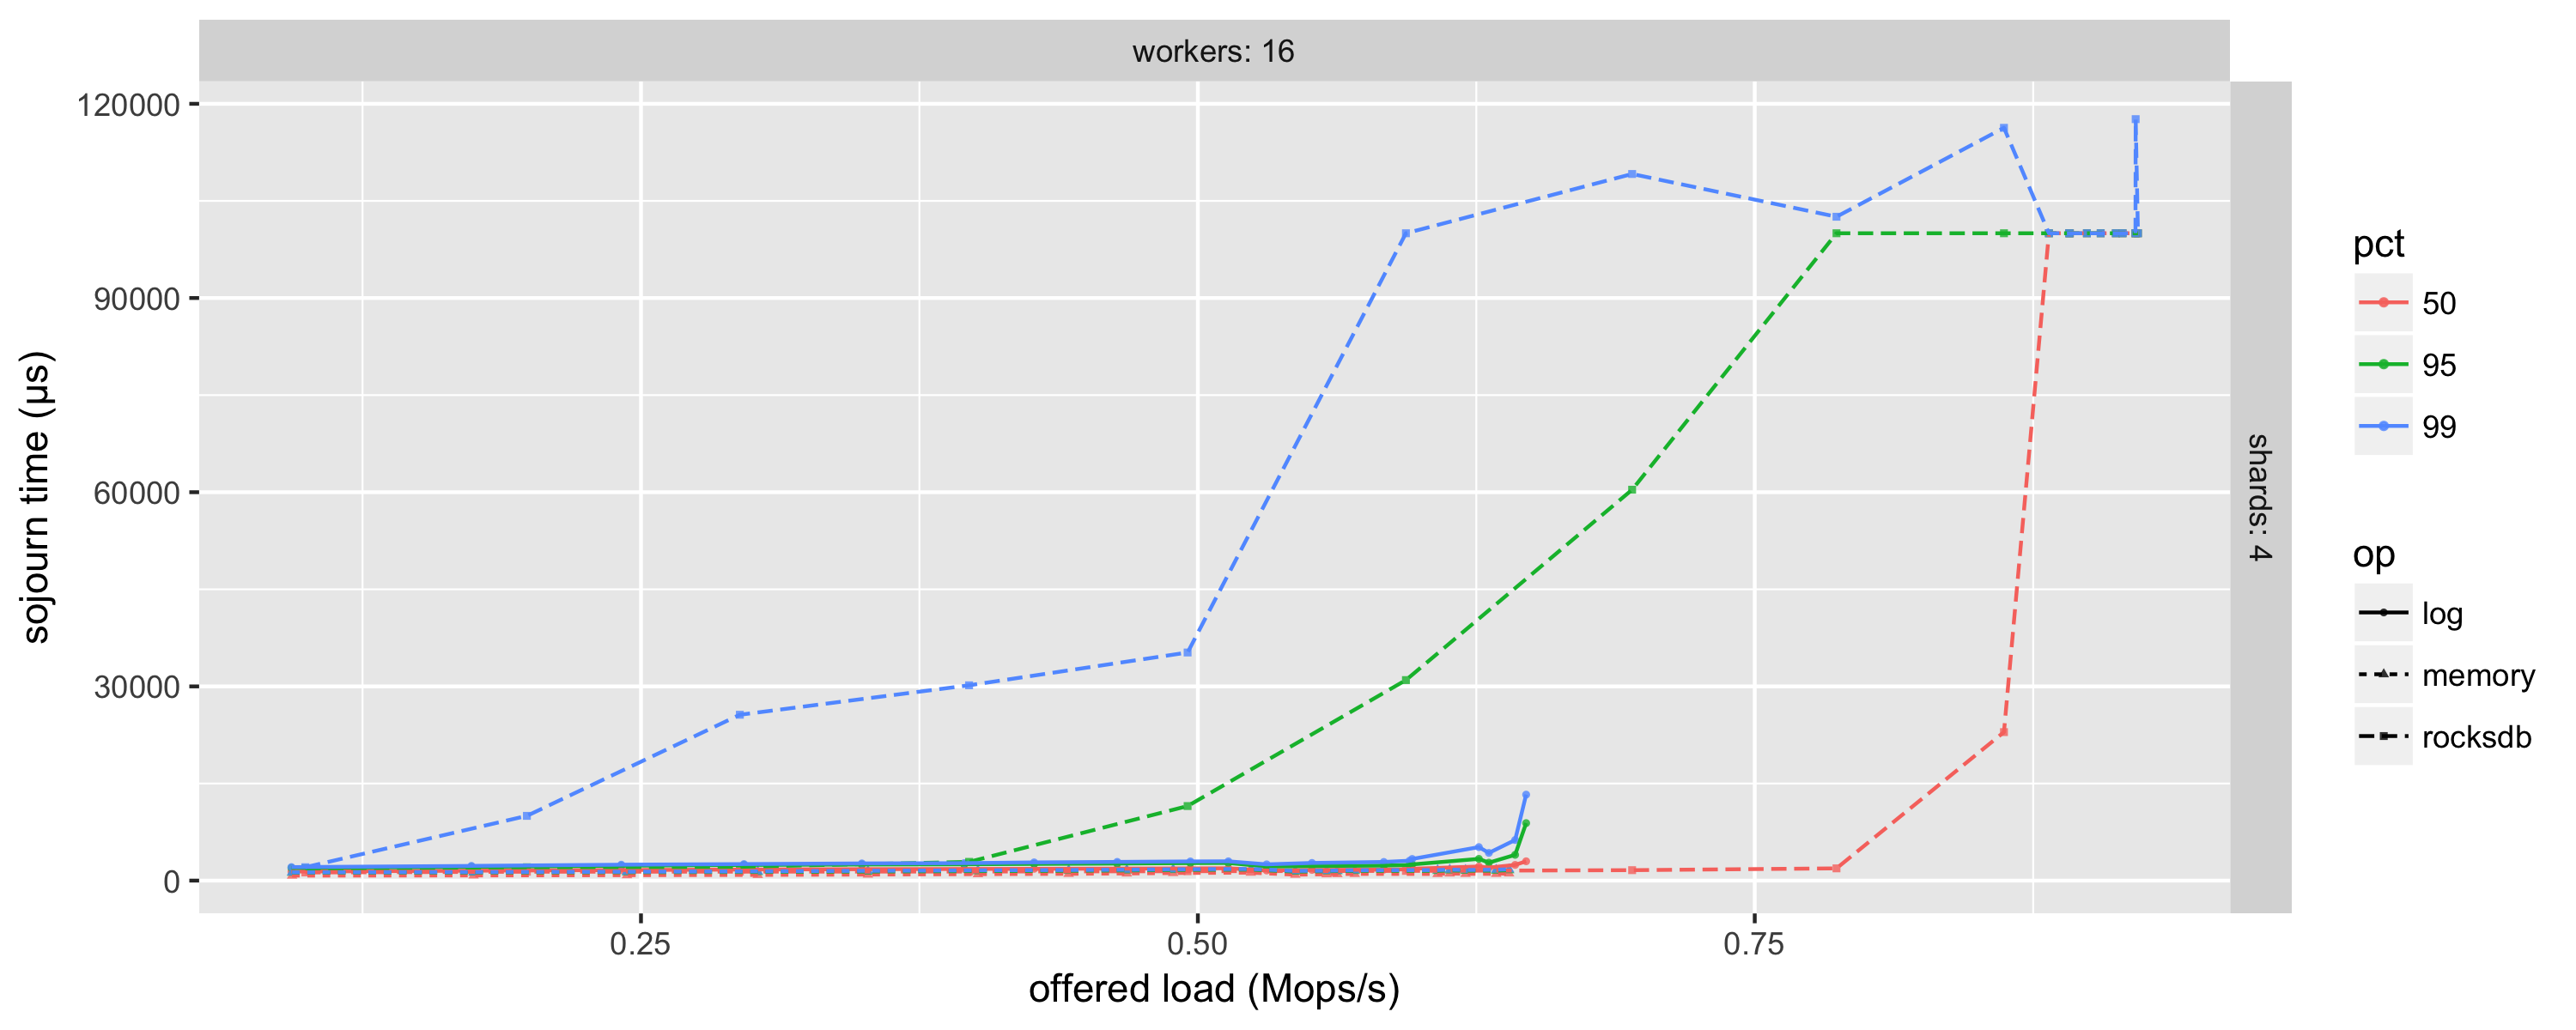 workers: 16
120000
90000
60000
30000
0
sojourn time (µs)
0.25
0.50
0.75
offered load (Mops/s)
shards: 4
pct
50
95
99
op
log
memory
rocksdb